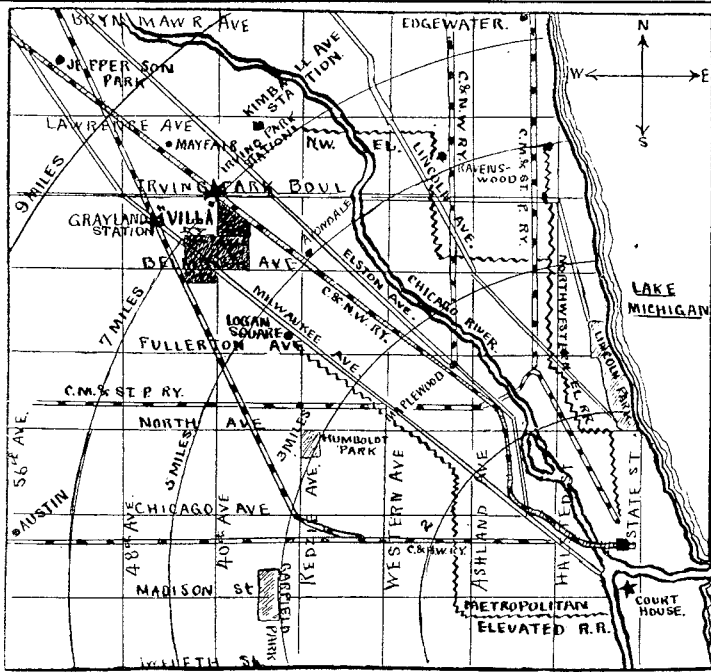 BRYN MAWR AVE
EDGEWATER.
N
W
E
S
JEFFERSON
PARK
KIMBALL AVE
STATION
IRVING PARK
STATION
LAWRENCE AVE
MAYFAIR
N.W. EL.
LINCOLN AVE.
C & N.W. RY.
RAVENS-
WOOD
C.M. & ST. P. RY.
9 MILES
IRVING PARK BOUL
GRAYLAND
STATION
VILLA
AVONDALE
AVE
ELSTON AVE.
CHICAGO RIVER.
NORTHWESTERN EL. RR.
LAKE
MICHIGAN
7 MILES
C.& N.W. RY.
MILWAUKEE AVE
LOGAN
SQUARE
FULLERTON AVE
LINCOLN PARK
MAPLEWOOD
C.M.& ST.P. RY.
NORTH AVE
56TH AVE.
5 MILES
3 MILES
HUMBOLDT
PARK
AUSTIN
CHICAGO AVE
48TH AVE
40TH AVE
KEDZIE AVE.
WESTERN AVE
2
C.& N.W. RY.
ASHLAND AVE
HALSTED ST
STATE ST.
MADISON St
GARFIELD
PARK
METROPOLITAN
ELEVATED R.R.
COURT
HOUSE.